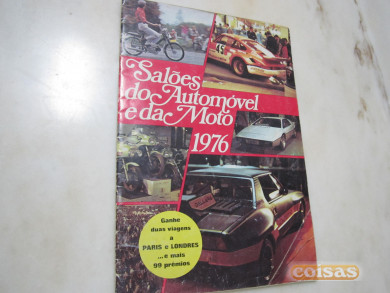 Salões
do Automóvel
e da Moto
1976
Ganhe
duas viagens
a
PARIS e LONDRES
...e mais
99 prémios
coisas